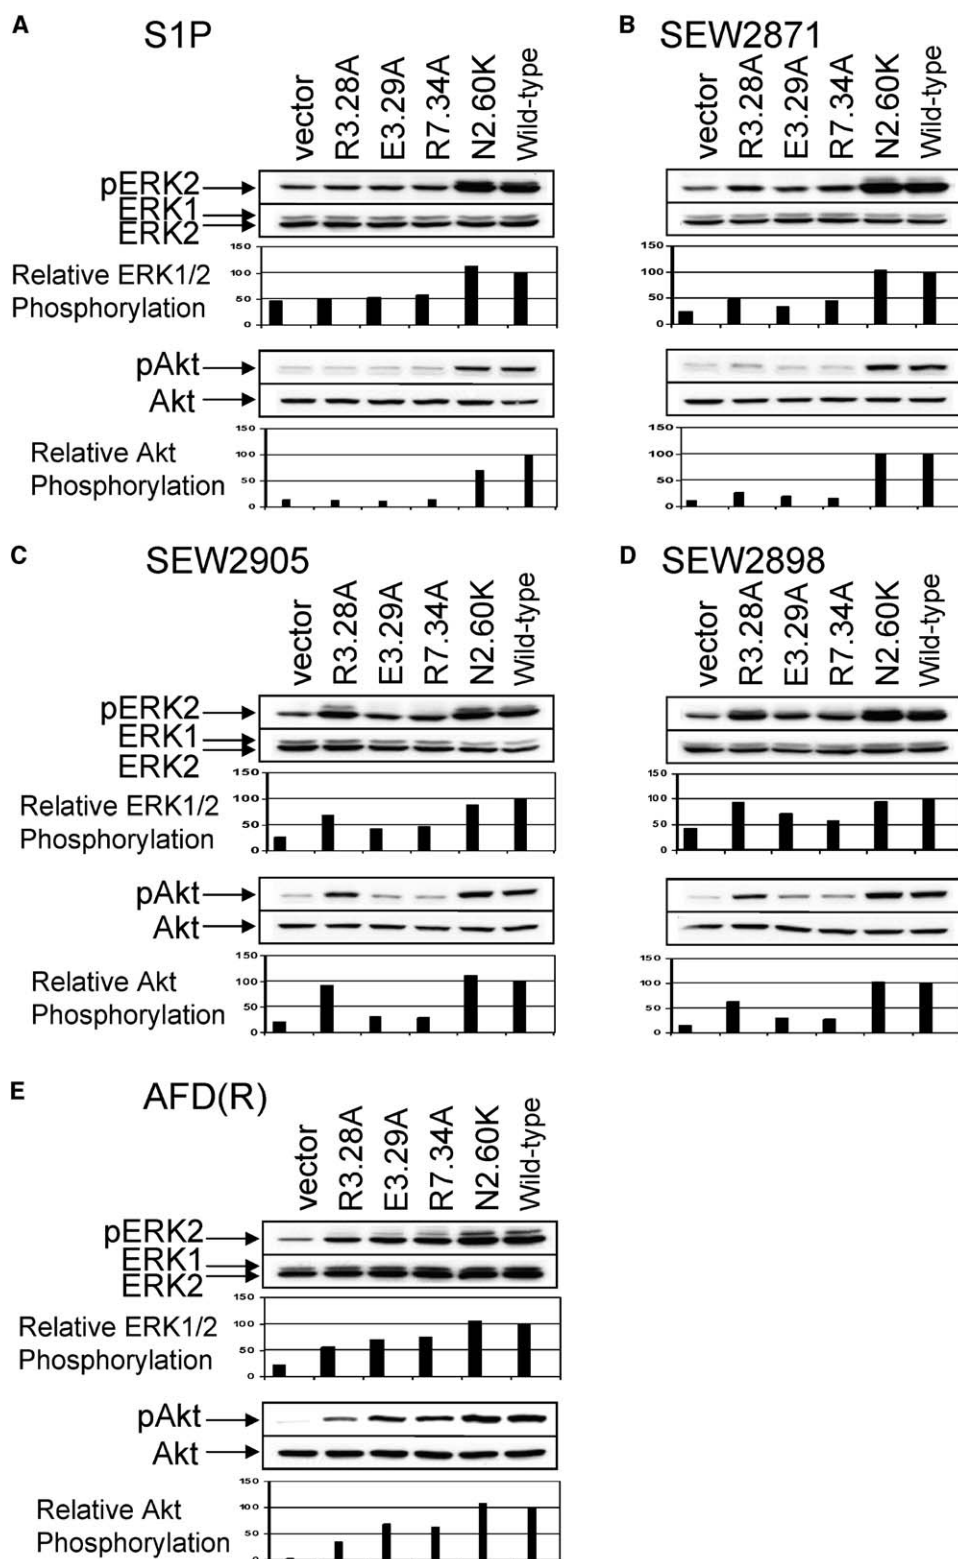 A
S1P
vector
R3.28A
E3.29A
R7.34A
N2.60K
Wild-type
pERK2
ERK1
ERK2
Relative ERK1/2
Phosphorylation
150
100
50
0
pAkt
Akt
Relative Akt
Phosphorylation
150
100
50
0
B
SEW2871
vector
R3.28A
E3.29A
R7.34A
N2.60K
Wild-type
150
100
50
0
150
100
50
0
C
SEW2905
vector
R3.28A
E3.29A
R7.34A
N2.60K
Wild-type
pERK2
ERK1
ERK2
Relative ERK1/2
Phosphorylation
150
100
50
0
pAkt
Akt
Relative Akt
Phosphorylation
150
100
50
0
D
SEW2898
vector
R3.28A
E3.29A
R7.34A
N2.60K
Wild-type
150
100
50
0
150
100
50
0
E
AFD(R)
vector
R3.28A
E3.29A
R7.34A
N2.60K
Wild-type
pERK2
ERK1
ERK2
Relative ERK1/2
Phosphorylation
150
100
50
0
pAkt
Akt
Relative Akt
Phosphorylation
150
100
50